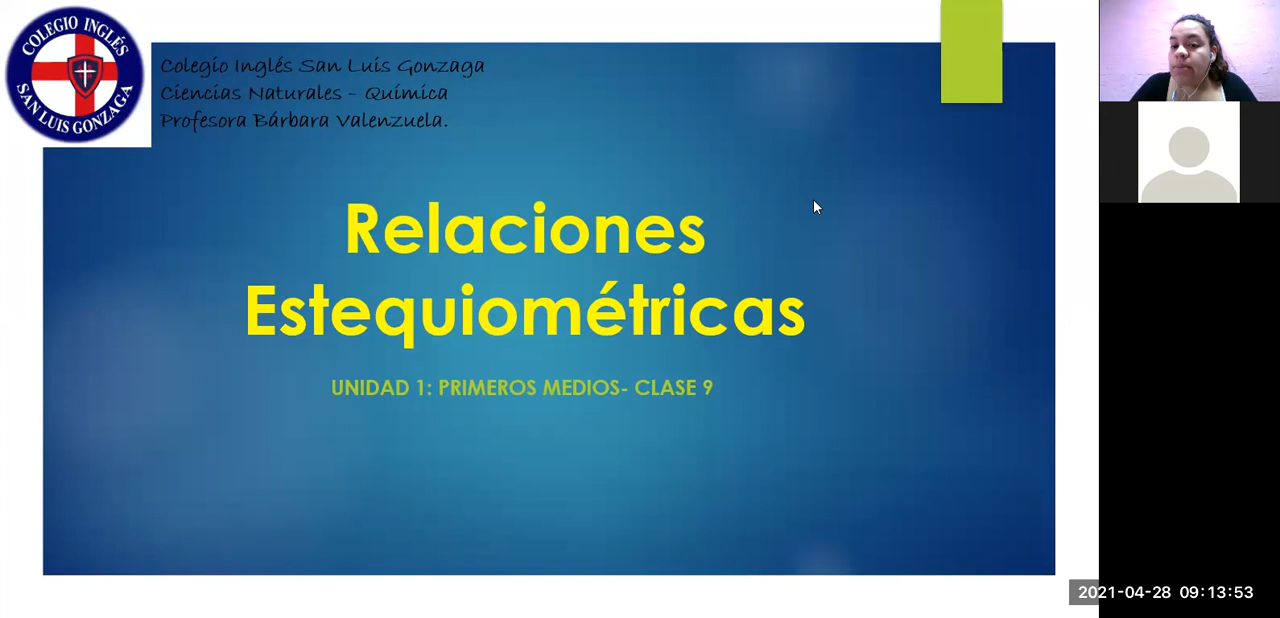 COLEGIO INGLÉS
SAN LUIS GONZAGA
Colegio Inglés San Luis Gonzaga
Ciencias Naturales - Química
Profesora Bárbara Valenzuela.
Relaciones
Estequiométricas
UNIDAD 1: PRIMEROS MEDIOS- CLASE 9
2021-04-28 09:13:53